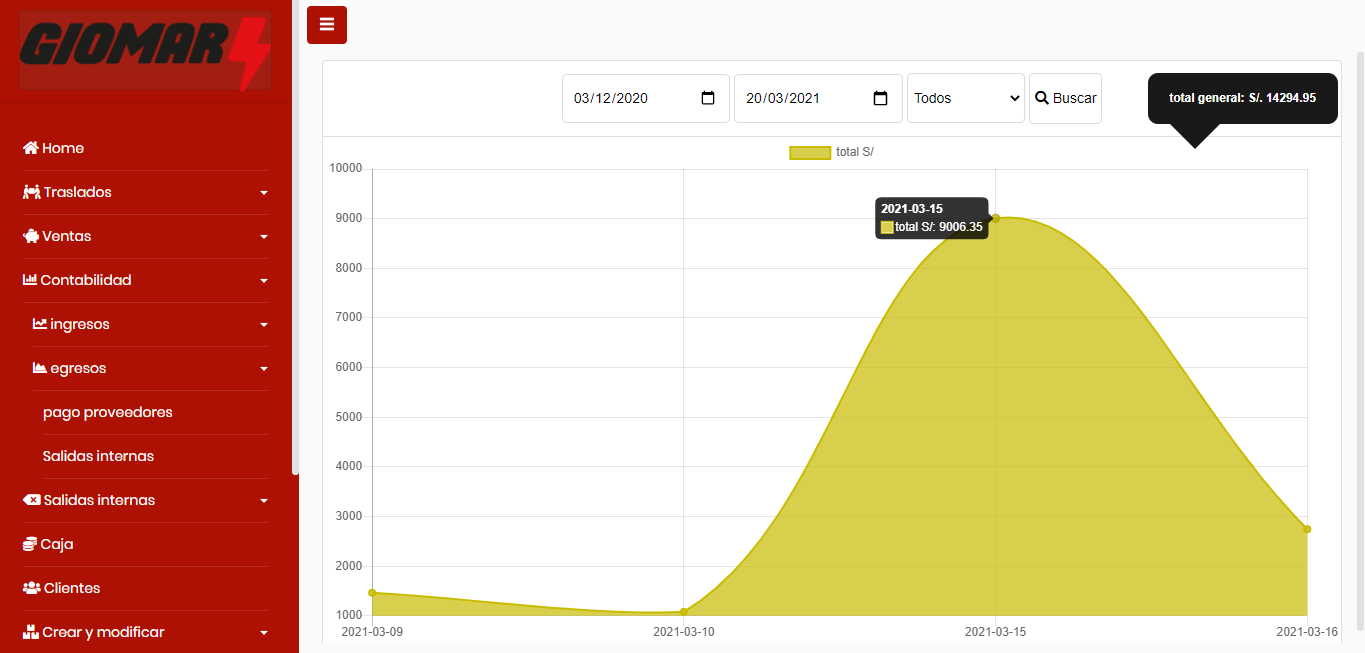 GIOMAR
Home
Traslados
Ventas
Contabilidad
ingresos
egresos
pago proveedores
Salidas internas
Salidas internas
Caja
Clientes
Crear y modificar
03/12/2020
20/03/2021
Todos
Buscar
total general: S/. 14294.95
total S/
10000
9000
8000
7000
6000
5000
4000
3000
2000
1000
2021-03-15
total S/: 9006.35
2021-03-09
2021-03-10
2021-03-15
2021-03-16